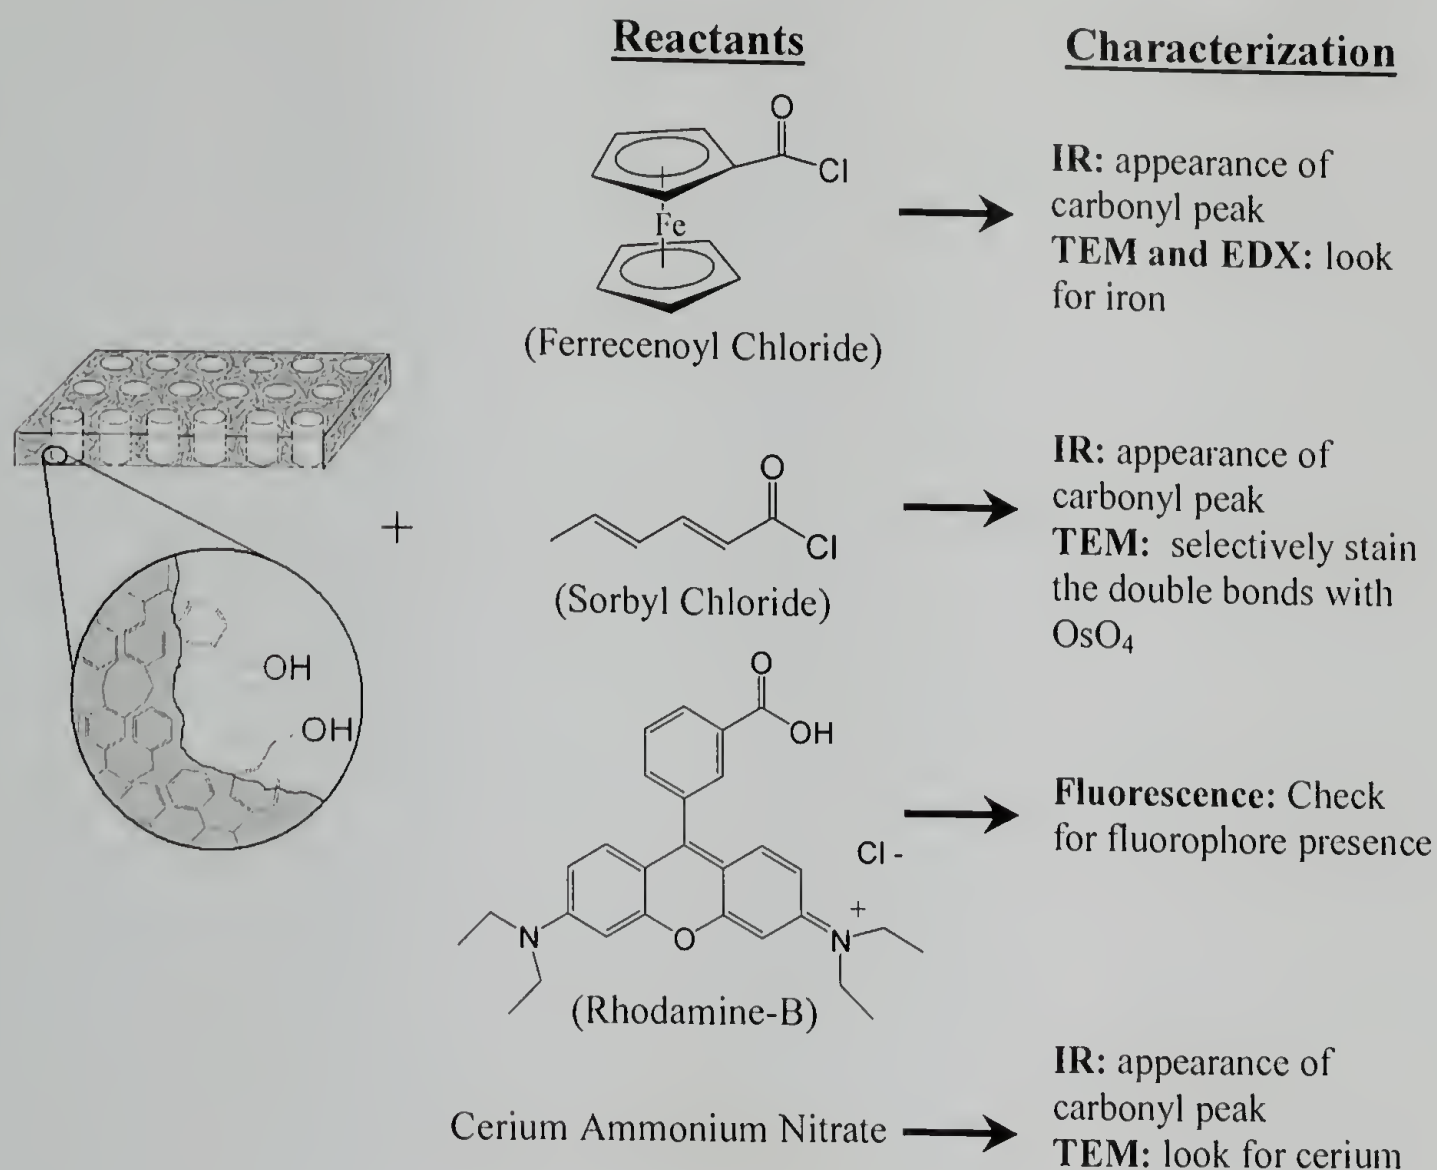 Reactants
Characterization
O
Cl
Fe
(Ferrecenoyl Chloride)
IR: appearance of
carbonyl peak
TEM and EDX: look
for iron
OH
OH
+
O
Cl
(Sorbyl Chloride)
IR: appearance of
carbonyl peak
TEM: selectively stain
the double bonds with
OsO4
O
OH
Cl -
+
N
O
N
(Rhodamine-B)
Fluorescence: Check
for fluorophore presence
Cerium Ammonium Nitrate
IR: appearance of
carbonyl peak
TEM: look for cerium